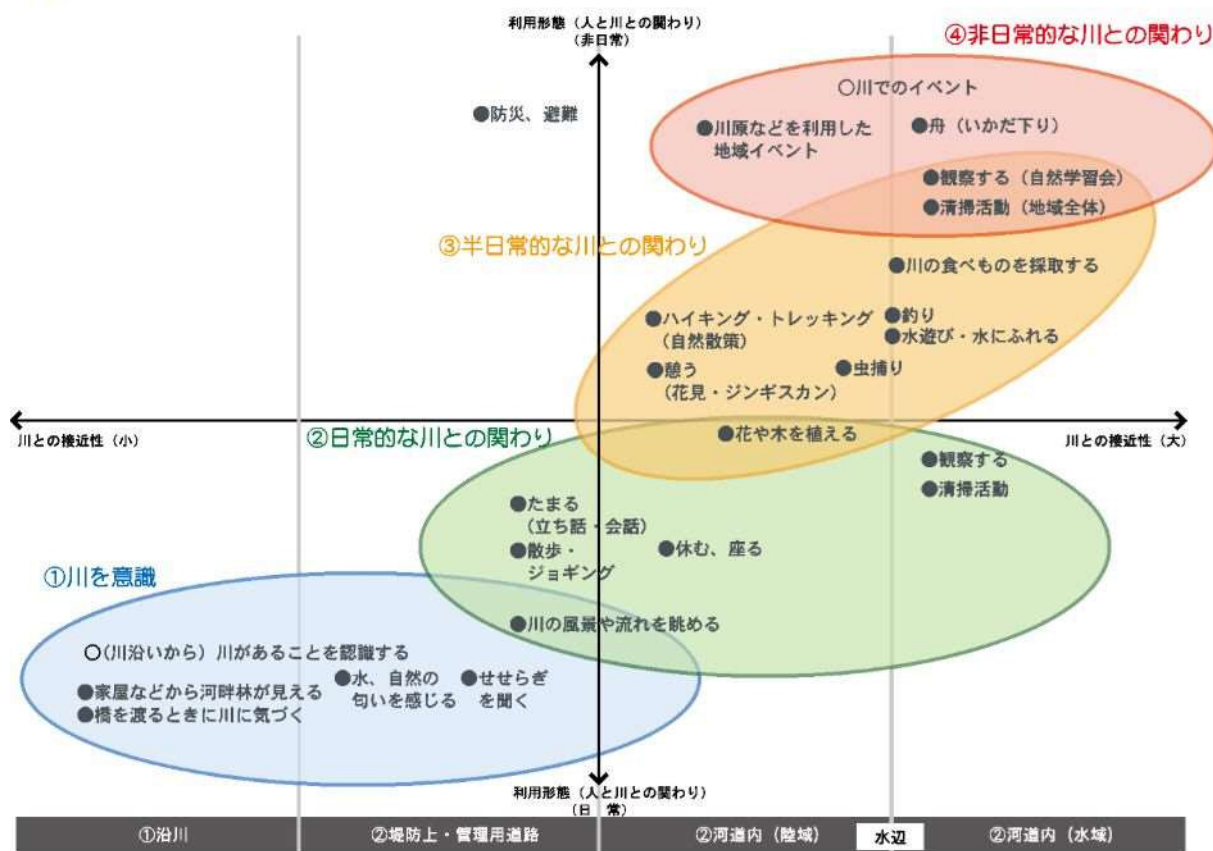 利用形態（人と川との関わり）
（非日常）
④非日常的な川との関わり
○川でのイベント
●防災、避難
●川原などを利用した
地域イベント
●舟（いかだ下り）
●観察する（自然学習会）
●清掃活動（地域全体）
③半日常的な川との関わり
●川の食べものを採取する
●ハイキング・トレッキング
（自然散策）
●釣り
●水遊び・水にふれる
●憩う
（花見・ジンギスカン）
●虫捕り
川との接近性（小）
川との接近性（大）
②日常的な川との関わり
●花や木を植える
●観察する
●清掃活動
●たまる
（立ち話・会話）
●散歩・
ジョギング
●休む、座る
①川を意識
●川の風景や流れを眺める
○(川沿いから）川があることを認識する
●家屋などから河畔林が見える
●橋を渡るときに川に気づく
●水、自然の
匂いを感じる
●せせらぎ
を聞く
利用形態（人と川との関わり）
（日　常）
①沿川
②堤防上・管理用道路
②河道内（陸域）
水辺
②河道内（水域）